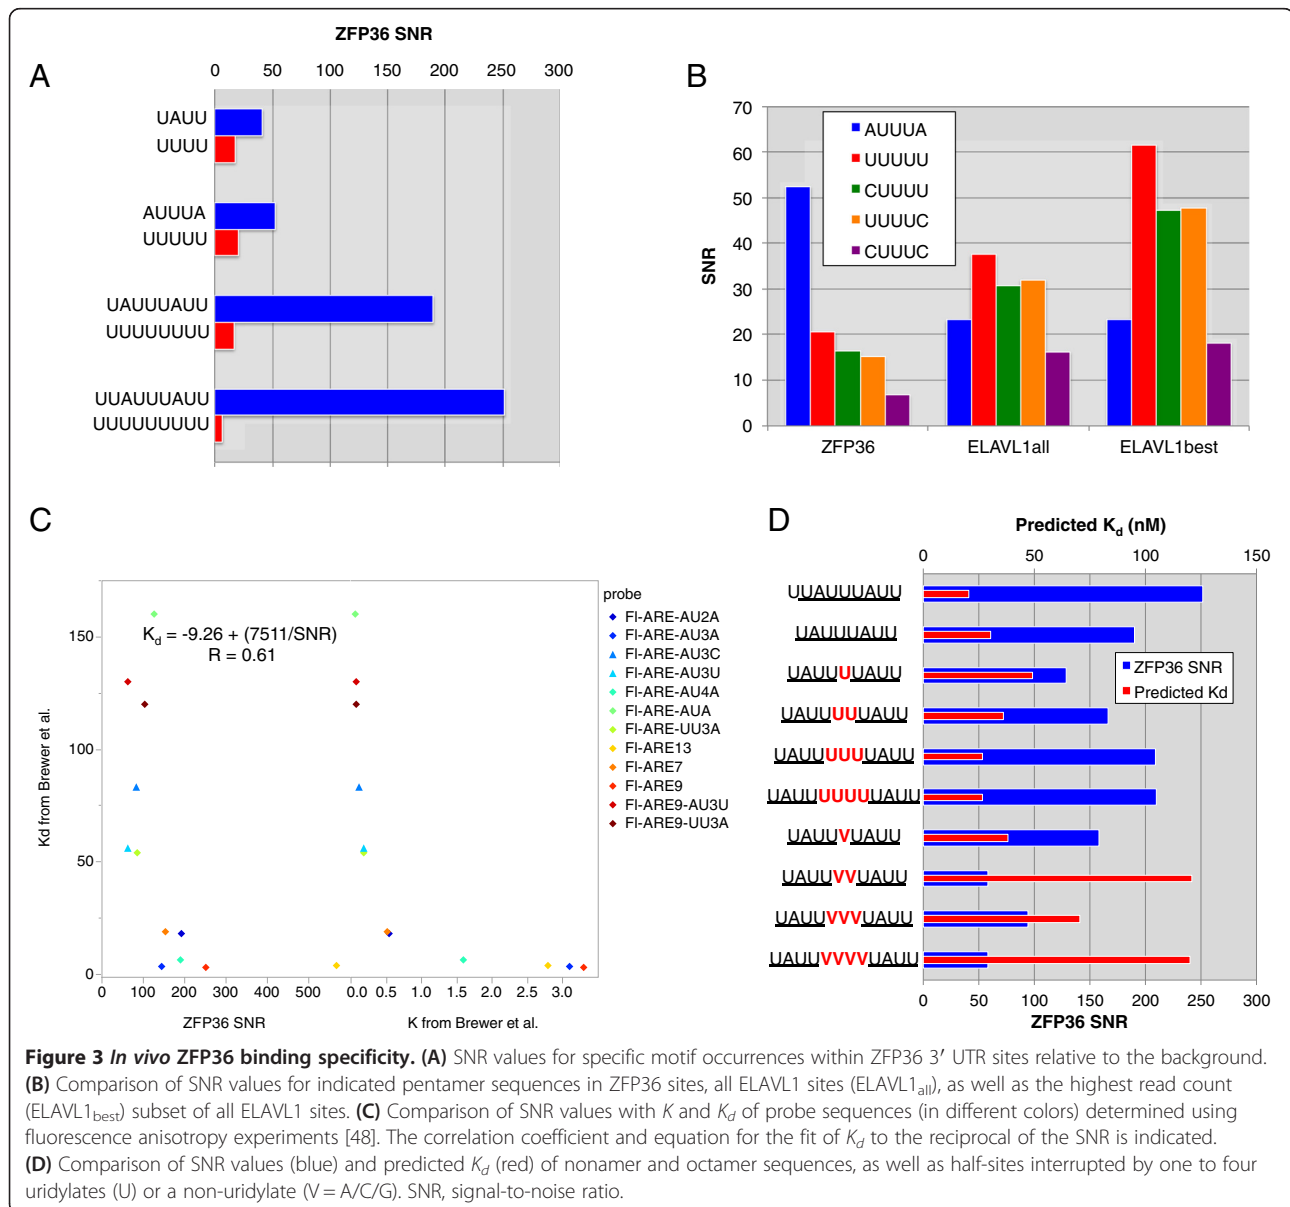 A
ZFP36 SNR
0 50 100 150 200 250 300
UAUU
UUUU
AUUUA
UUUUU
UAUUUAUU
UUUUUUUU
UUAUUUAUU
UUUUUUUUU
B
SNR
70
60
50
40
30
20
10
0
AUUUA
UUUUU
CUUUU
UUUUC
CUUUC
ZFP36 ELAVL1all ELAVL1best
C
Kd from Brewer et al.
150
100
50
0
Kd = -9.26 + (7511/SNR)
R = 0.61
0 100 200 300 400 500 0.0 0.5 1.0 1.5 2.0 2.5 3.0
ZFP36 SNR K from Brewer et al.
probe
Fl-ARE-AU2A
Fl-ARE-AU3A
Fl-ARE-AU3C
Fl-ARE-AU3U
Fl-ARE-AU4A
Fl-ARE-AUA
Fl-ARE-UU3A
Fl-ARE13
Fl-ARE7
Fl-ARE9
Fl-ARE9-AU3U
Fl-ARE9-UU3A
D
Predicted Kd (nM)
0 50 100 150
UUAUUUAUU
UAUUUAUU
UAUUUUAUU
UAUUUUUAUU
UAUUUUUUAUU
UAUUUUUUUAUU
UAUUVUAUU
UAUUVVUAUU
UAUUVVVUAUU
UAUUVVVVUAUU
ZFP36 SNR
Predicted Kd
0 50 100 150 200 250 300
ZFP36 SNR
Figure 3 In vivo ZFP36 binding specificity. (A) SNR values for specific motif occurrences within ZFP36 3′ UTR sites relative to the background.
(B) Comparison of SNR values for indicated pentamer sequences in ZFP36 sites, all ELAVL1 sites (ELAVL1all), as well as the highest read count
(ELAVL1best) subset of all ELAVL1 sites. (C) Comparison of SNR values with K and Kd of probe sequences (in different colors) determined using
fluorescence anisotropy experiments [48]. The correlation coefficient and equation for the fit of Kd to the reciprocal of the SNR is indicated.
(D) Comparison of SNR values (blue) and predicted Kd (red) of nonamer and octamer sequences, as well as half-sites interrupted by one to four
uridylates (U) or a non-uridylate (V = A/C/G). SNR, signal-to-noise ratio.